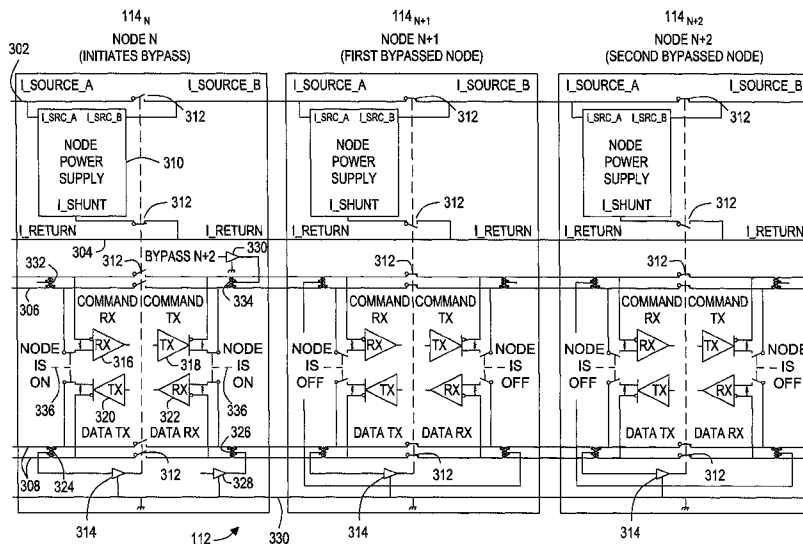 114N 114N+1 114N+2
NODE N NODE N+1 NODE N+2
(INITIATES BYPASS) (FIRST BYPASSED NODE) (SECOND BYPASSED NODE)
302
I_SOURCE_A I_SOURCE_B I_SOURCE_A I_SOURCE_B I_SOURCE_A I_SOURCE_B
312 312 312
I_SRC_A I_SRC_B I_SRC_A I_SRC_B I_SRC_A I_SRC_B
NODE NODE NODE
POWER 310 POWER POWER
SUPPLY SUPPLY SUPPLY
312 312 312
I_SHUNT I_SHUNT I_SHUNT
I_RETURN I_RETURN I_RETURN I_RETURN I_RETURN I_RETURN
304 330
312 BYPASS N+2 312 312
332
306 334
COMMAND COMMAND COMMAND COMMAND COMMAND COMMAND
RX TX RX TX RX TX
RX TX RX TX RX TX
NODE 316 318 NODE NODE NODE NODE NODE
IS IS IS IS IS IS
ON TX RX ON OFF TX RX OFF OFF TX RX OFF
336 320 322 336
DATA TX DATA RX DATA TX DATA RX DATA TX DATA RX
326
308 312 312 312
324 328
314 112 330 314 314